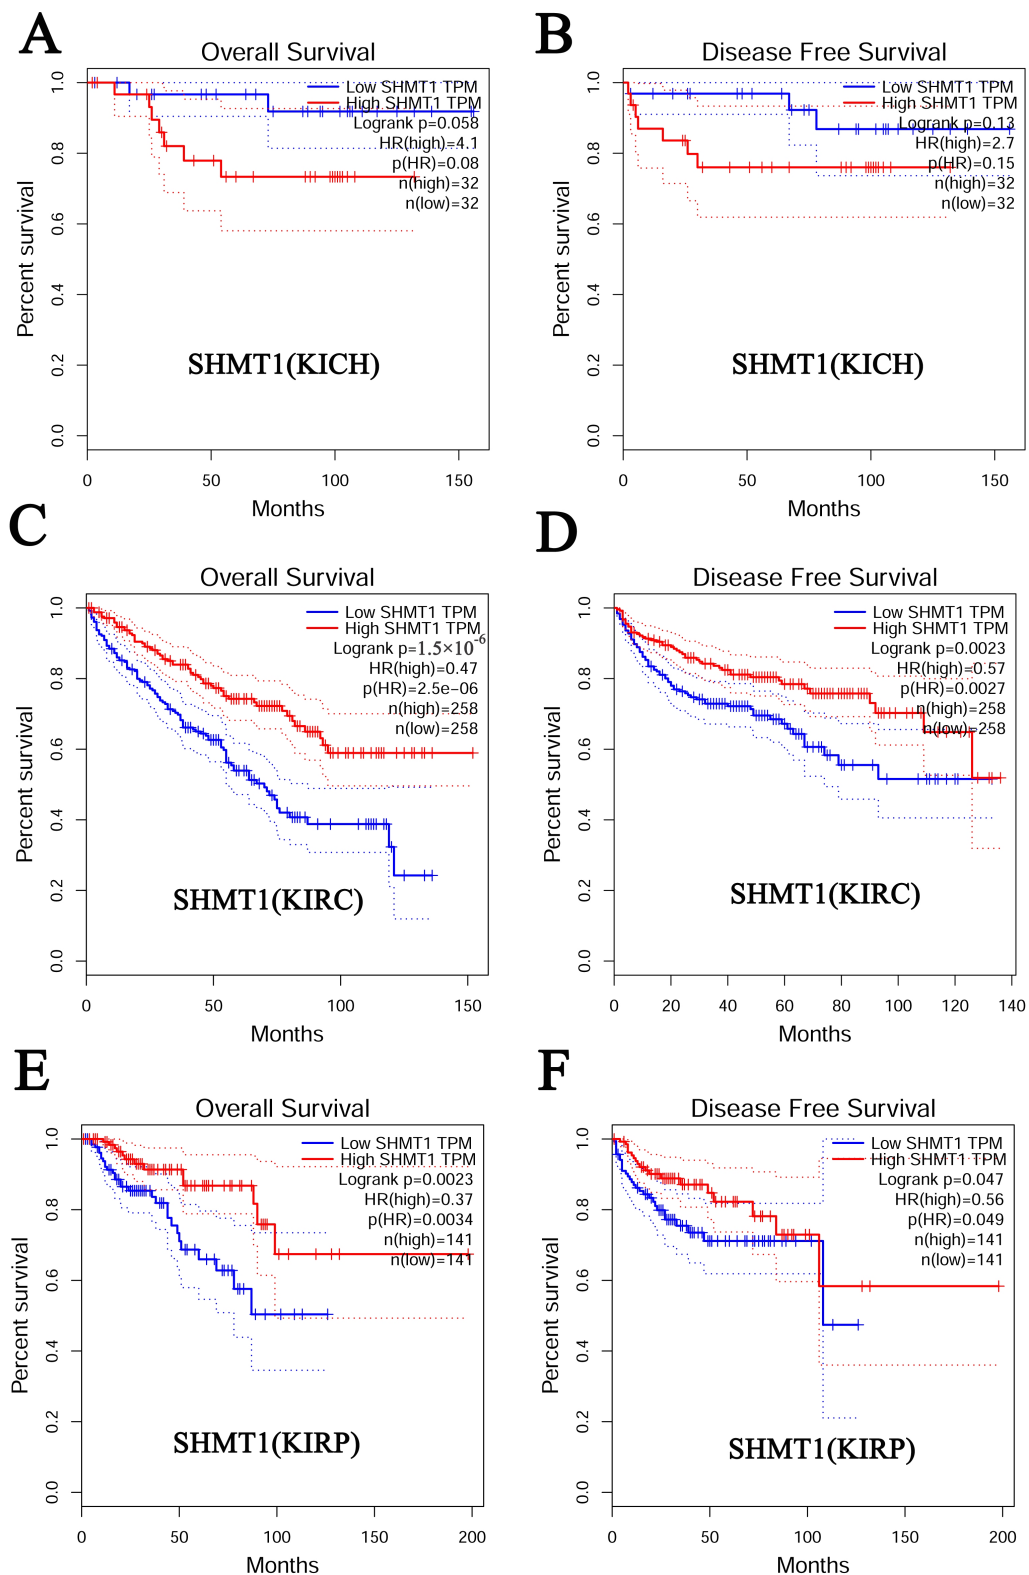 A
Overall Survival
Low SHMT1 TPM
High SHMT1 TPM
Logrank p=0.058
HR(high)=4.1
p(HR)=0.08
n(high)=32
n(low)=32
Percent survival
1.0
0.8
0.6
0.4
0.2
0.0
SHMT1(KICH)
0 50 100 150
Months
B
Disease Free Survival
Low SHMT1 TPM
High SHMT1 TPM
Logrank p=0.13
HR(high)=2.7
p(HR)=0.15
n(high)=32
n(low)=32
Percent survival
1.0
0.8
0.6
0.4
0.2
0.0
SHMT1(KICH)
0 50 100 150
Months
C
Overall Survival
Low SHMT1 TPM
High SHMT1 TPM
Logrank p=1.5×10⁻⁶
HR(high)=0.47
p(HR)=2.5e−06
n(high)=258
n(low)=258
Percent survival
1.0
0.8
0.6
0.4
0.2
0.0
SHMT1(KIRC)
0 50 100 150
Months
D
Disease Free Survival
Low SHMT1 TPM
High SHMT1 TPM
Logrank p=0.0023
HR(high)=0.57
p(HR)=0.0027
n(high)=258
n(low)=258
Percent survival
1.0
0.8
0.6
0.4
0.2
0.0
SHMT1(KIRC)
0 20 40 60 80 100 120 140
Months
E
Overall Survival
Low SHMT1 TPM
High SHMT1 TPM
Logrank p=0.0023
HR(high)=0.37
p(HR)=0.0034
n(high)=141
n(low)=141
Percent survival
1.0
0.8
0.6
0.4
0.2
0.0
SHMT1(KIRP)
0 50 100 150 200
Months
F
Disease Free Survival
Low SHMT1 TPM
High SHMT1 TPM
Logrank p=0.047
HR(high)=0.56
p(HR)=0.049
n(high)=141
n(low)=141
Percent survival
1.0
0.8
0.6
0.4
0.2
0.0
SHMT1(KIRP)
0 50 100 150 200
Months